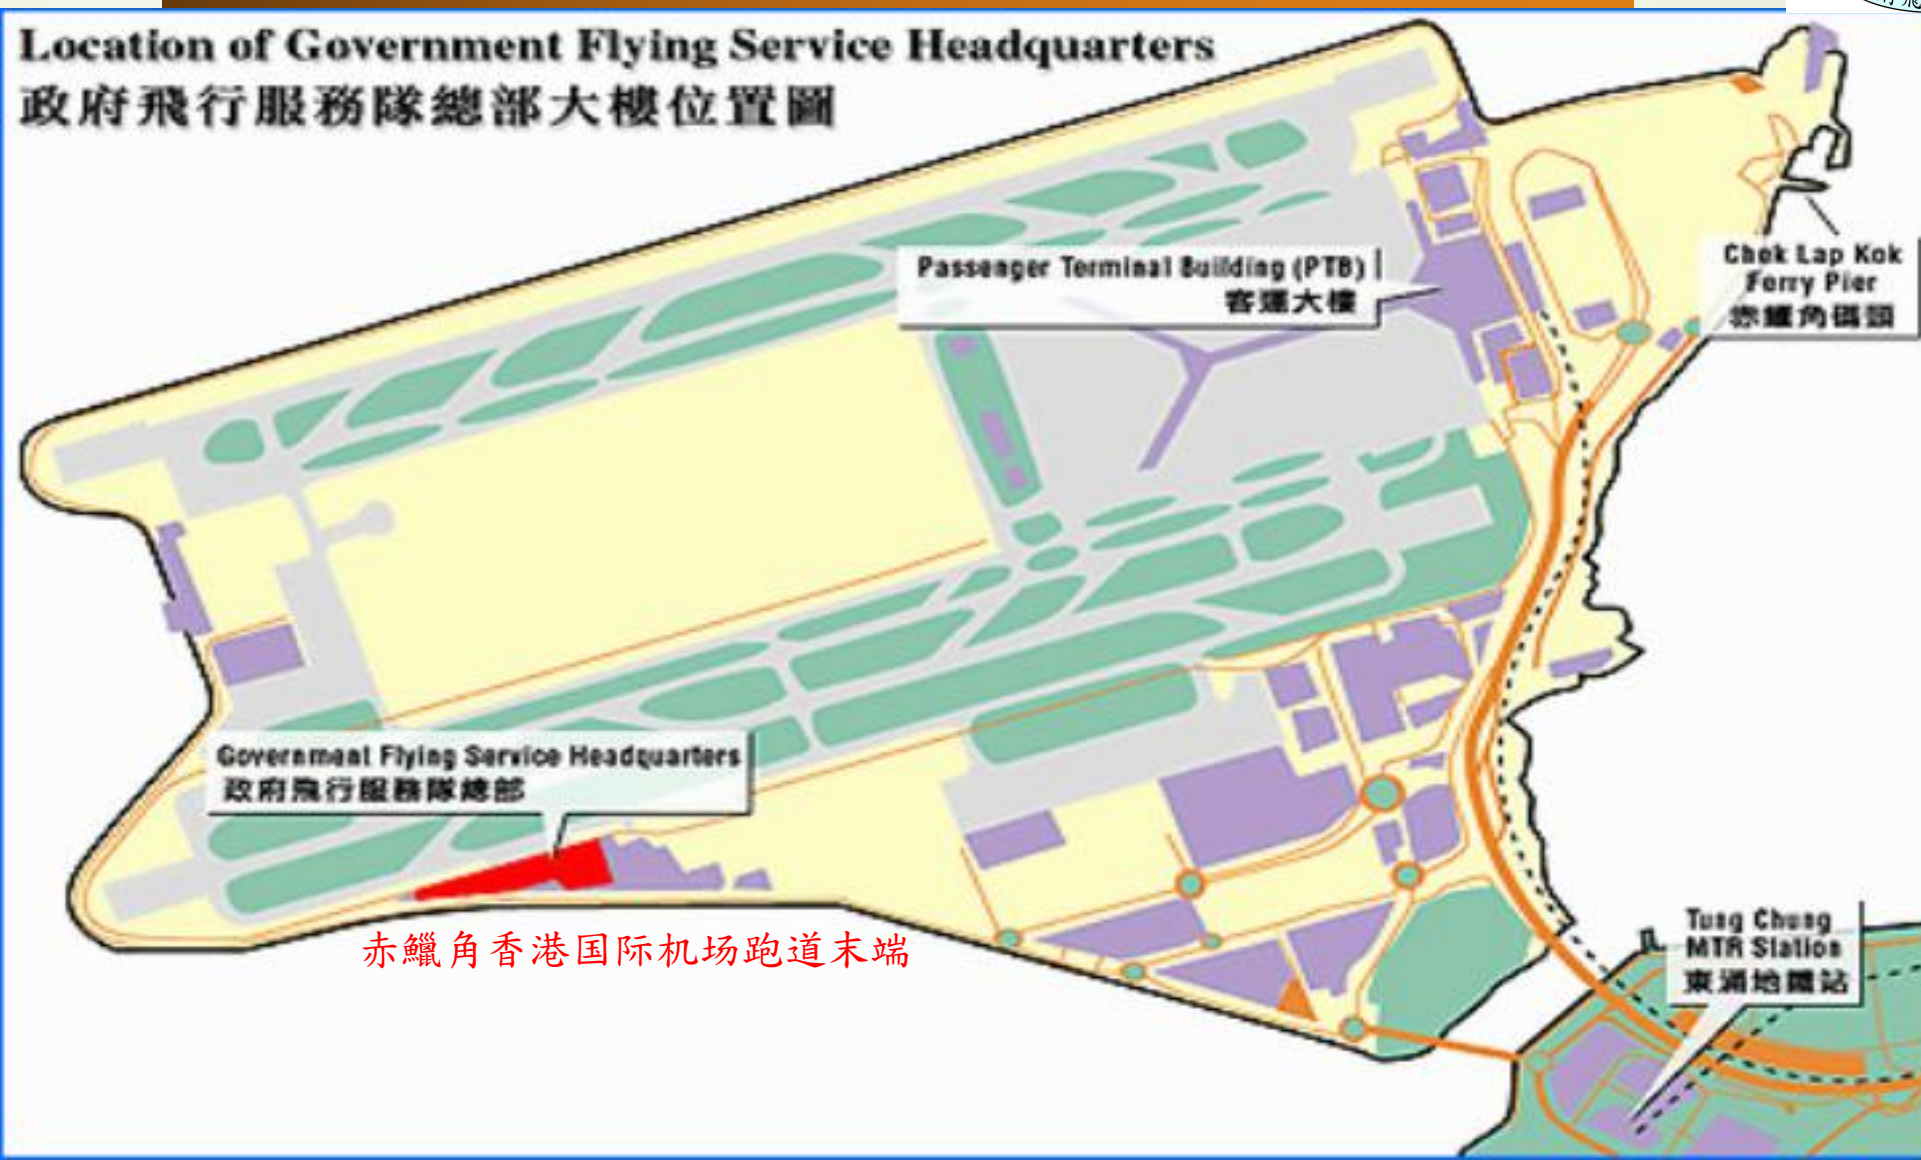 Location of Government Flying Service Headquarters
政府飛行服務隊總部大樓位置圖
Passenger Terminal Building (PTB)
客運大樓
Chek Lap Kok
Ferry Pier
赤鱲角碼頭
Government Flying Service Headquarters
政府飛行服務隊總部
赤鱲角香港国际机场跑道末端
Tung Chung
MTR Station
東涌地鐵站